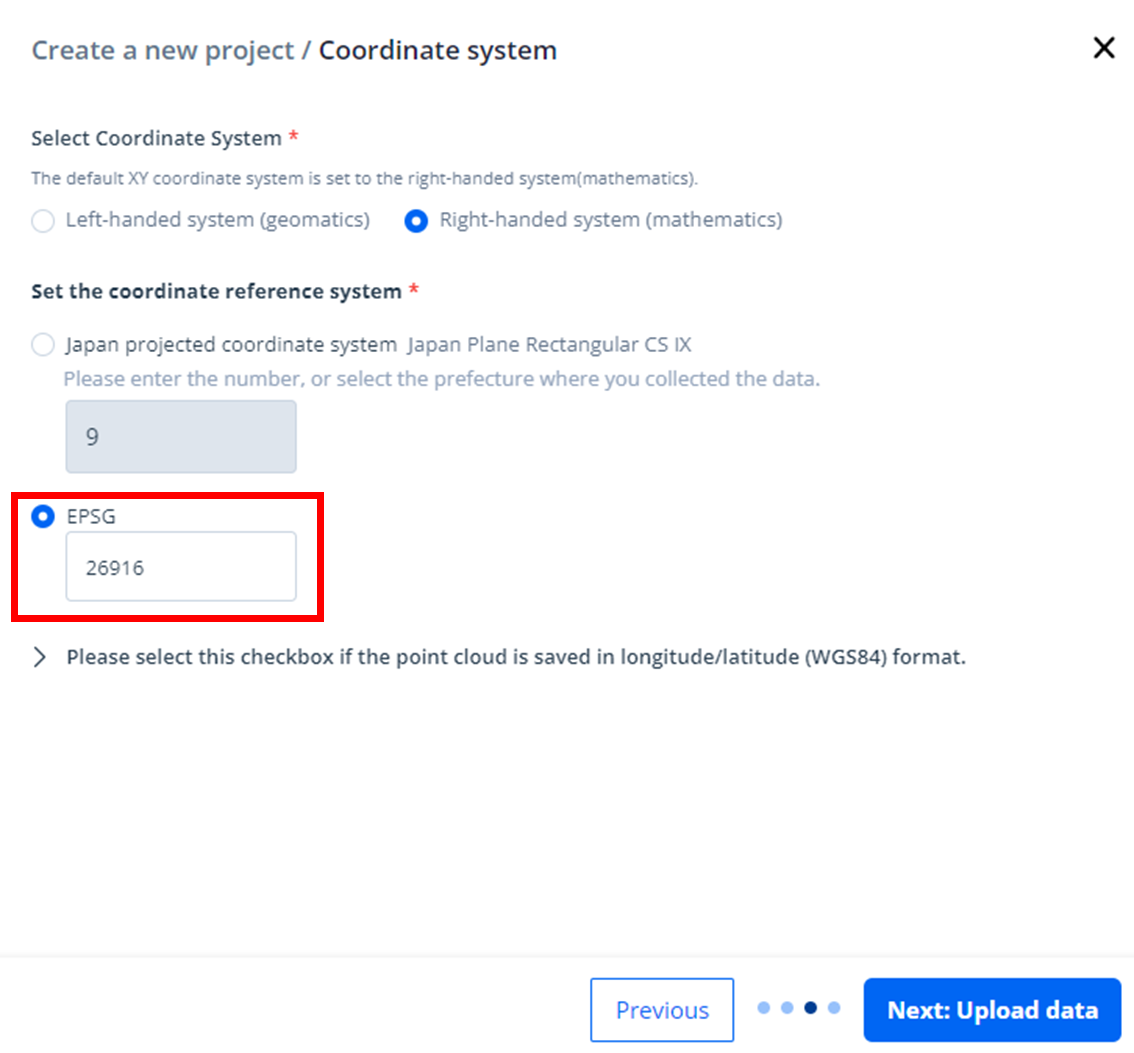 Create a new project / Coordinate system
Select Coordinate System *
The default XY coordinate system is set to the right-handed system(mathematics).
Left-handed system (geomatics) Right-handed system (mathematics)
Set the coordinate reference system *
Japan projected coordinate system Japan Plane Rectangular CS IX
Please enter the number, or select the prefecture where you collected the data.
9
EPSG
26916
Please select this checkbox if the point cloud is saved in longitude/latitude (WGS84) format.
Previous Next: Upload data